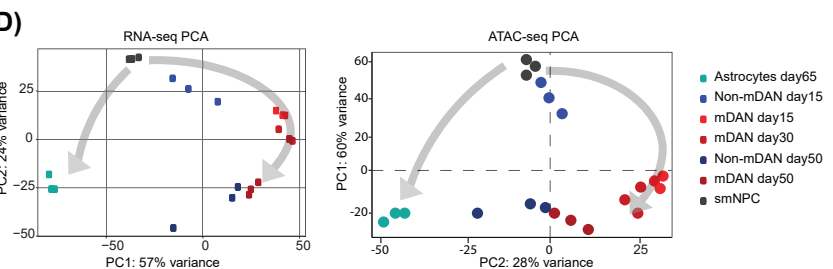 D)
RNA-seq PCA
PC2: 24% variance
25
0
−25
−50
−50
0
50
PC1: 57% variance
ATAC-seq PCA
PC1: 60% variance
60
40
20
0
-20
-50
-25
0
25
PC2: 28% variance
Astrocytes day65
Non-mDAN day15
mDAN day15
mDAN day30
Non-mDAN day50
mDAN day50
smNPC